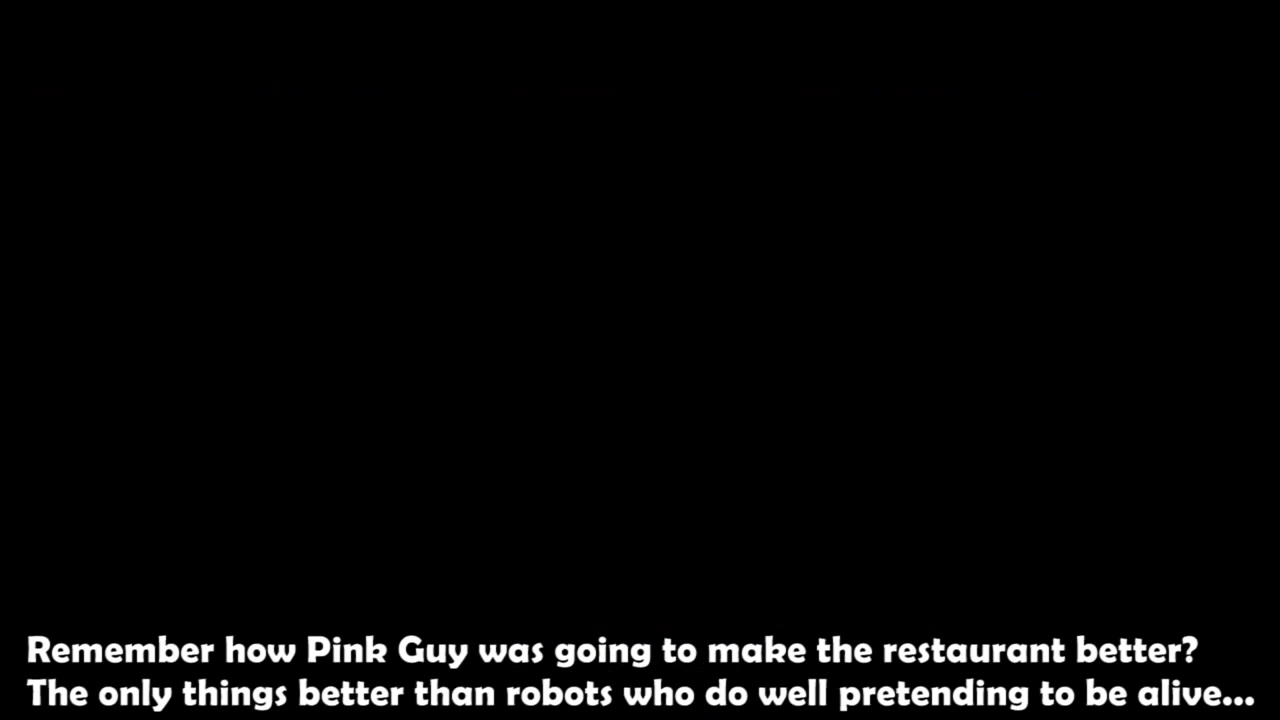 Remember how Pink Guy was going to make the restaurant better?
The only things better than robots who do well pretending to be alive...